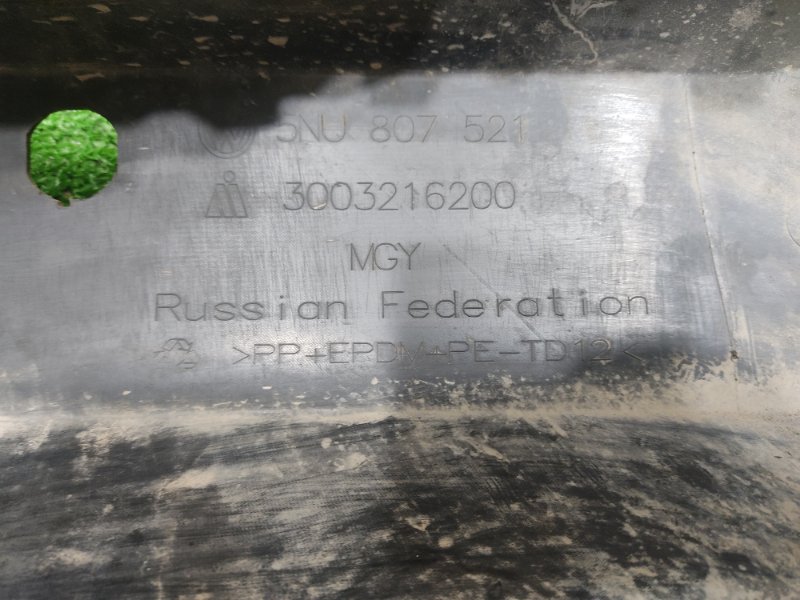 5NU 807 521
3003216200
MGY
Russian Federation
>PP+EPDM+PE-TD12<